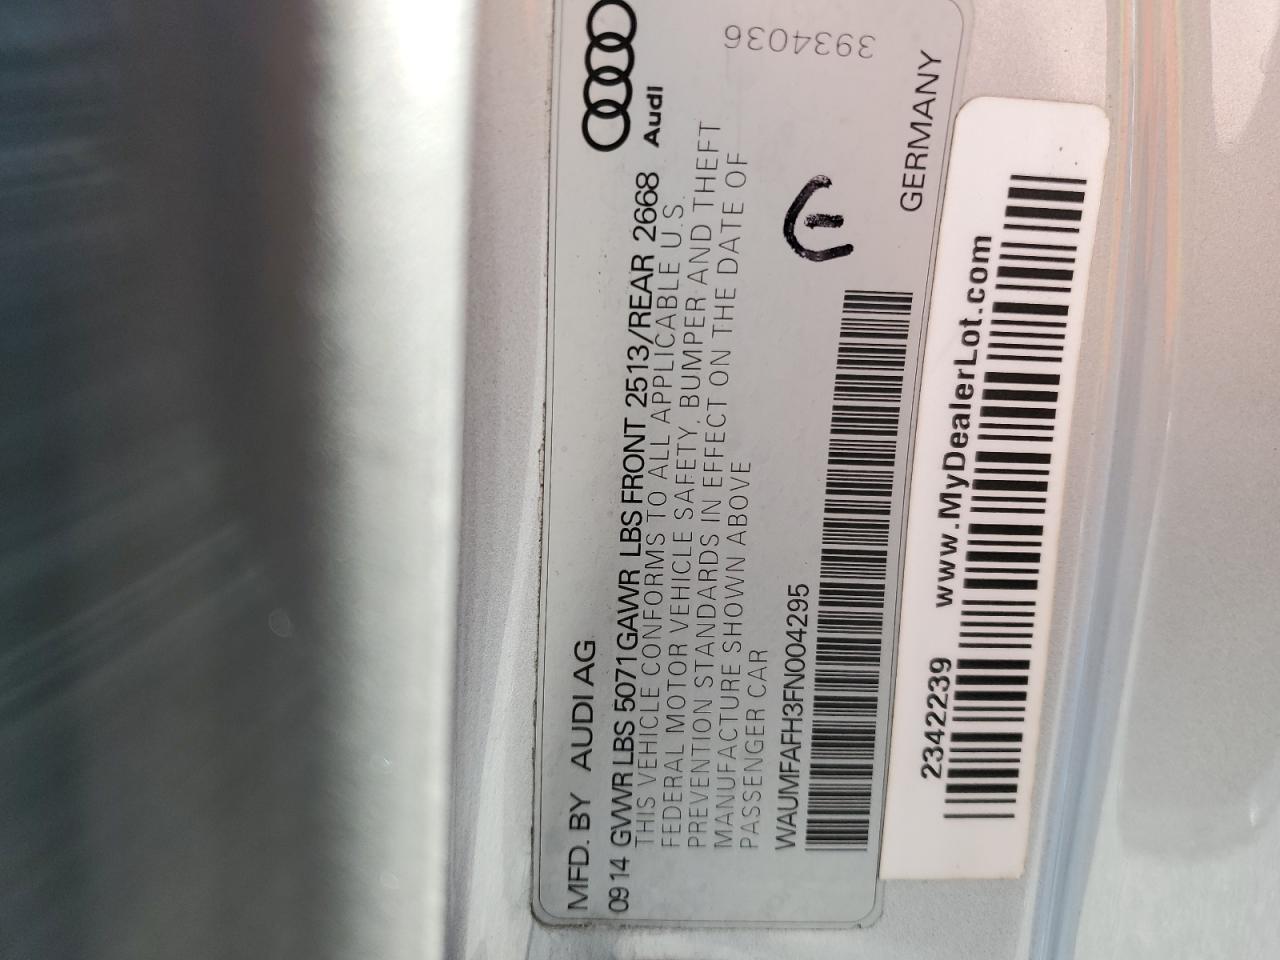 MFD. BY AUDI AG
Audi
0914 GVWR LBS 5071 GAWR LBS FRONT 2513/REAR 2668
THIS VEHICLE CONFORMS TO ALL APPLICABLE U.S.
FEDERAL MOTOR VEHICLE SAFETY, BUMPER AND THEFT
PREVENTION STANDARDS IN EFFECT ON THE DATE OF
MANUFACTURE SHOWN ABOVE
PASSENGER CAR
WAUMFAFH3FN004295
3934036
GERMANY
2342239 www.MyDealerLot.com